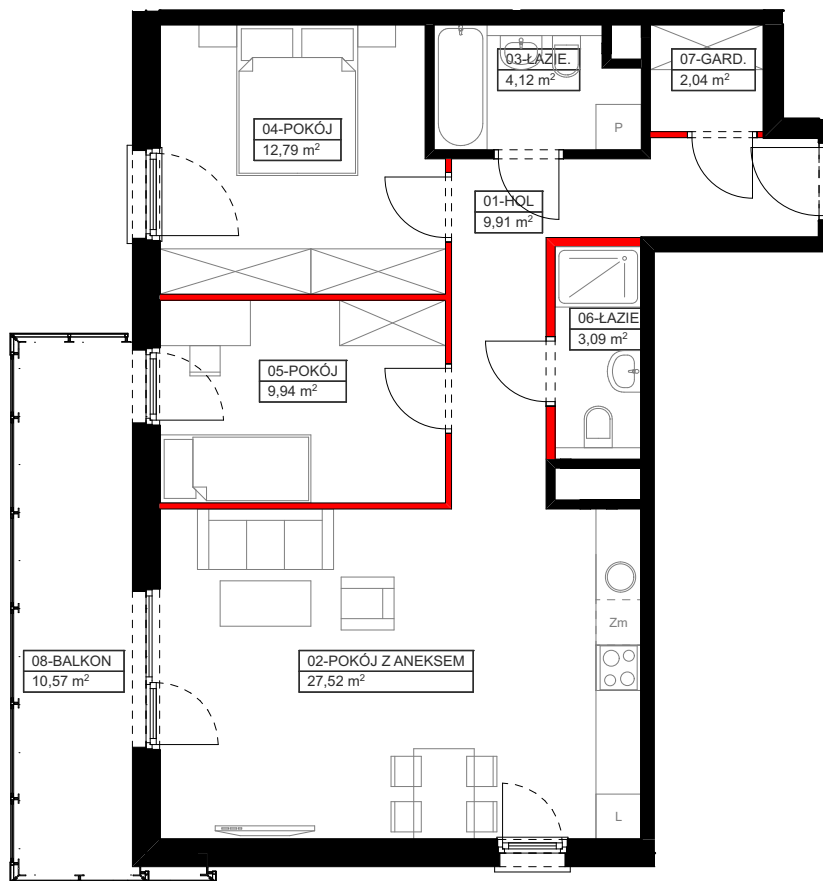 03-ŁAZIE.
4,12 m²
07-GARD.
2,04 m²
P
04-POKÓJ
12,79 m²
01-HOL
9,91 m²
06-ŁAZIE
3,09 m²
05-POKÓJ
9,94 m²
Zm
08-BALKON
10,57 m²
02-POKÓJ Z ANEKSEM
27,52 m²
L